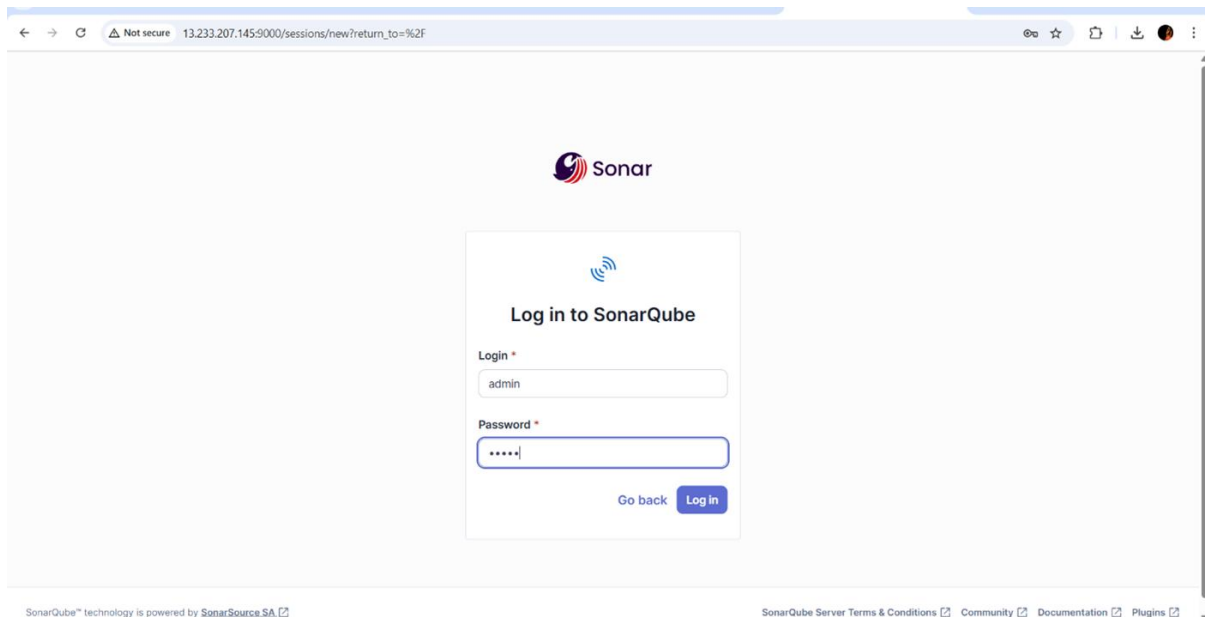 Not secure 13.233.207.145:9000/sessions/new?return_to=%2F
Sonar
Log in to SonarQube
Login *
admin
Password *
•••••
Go back Log in
SonarQube™ technology is powered by SonarSource SA
SonarQube Server Terms & Conditions Community Documentation Plugins